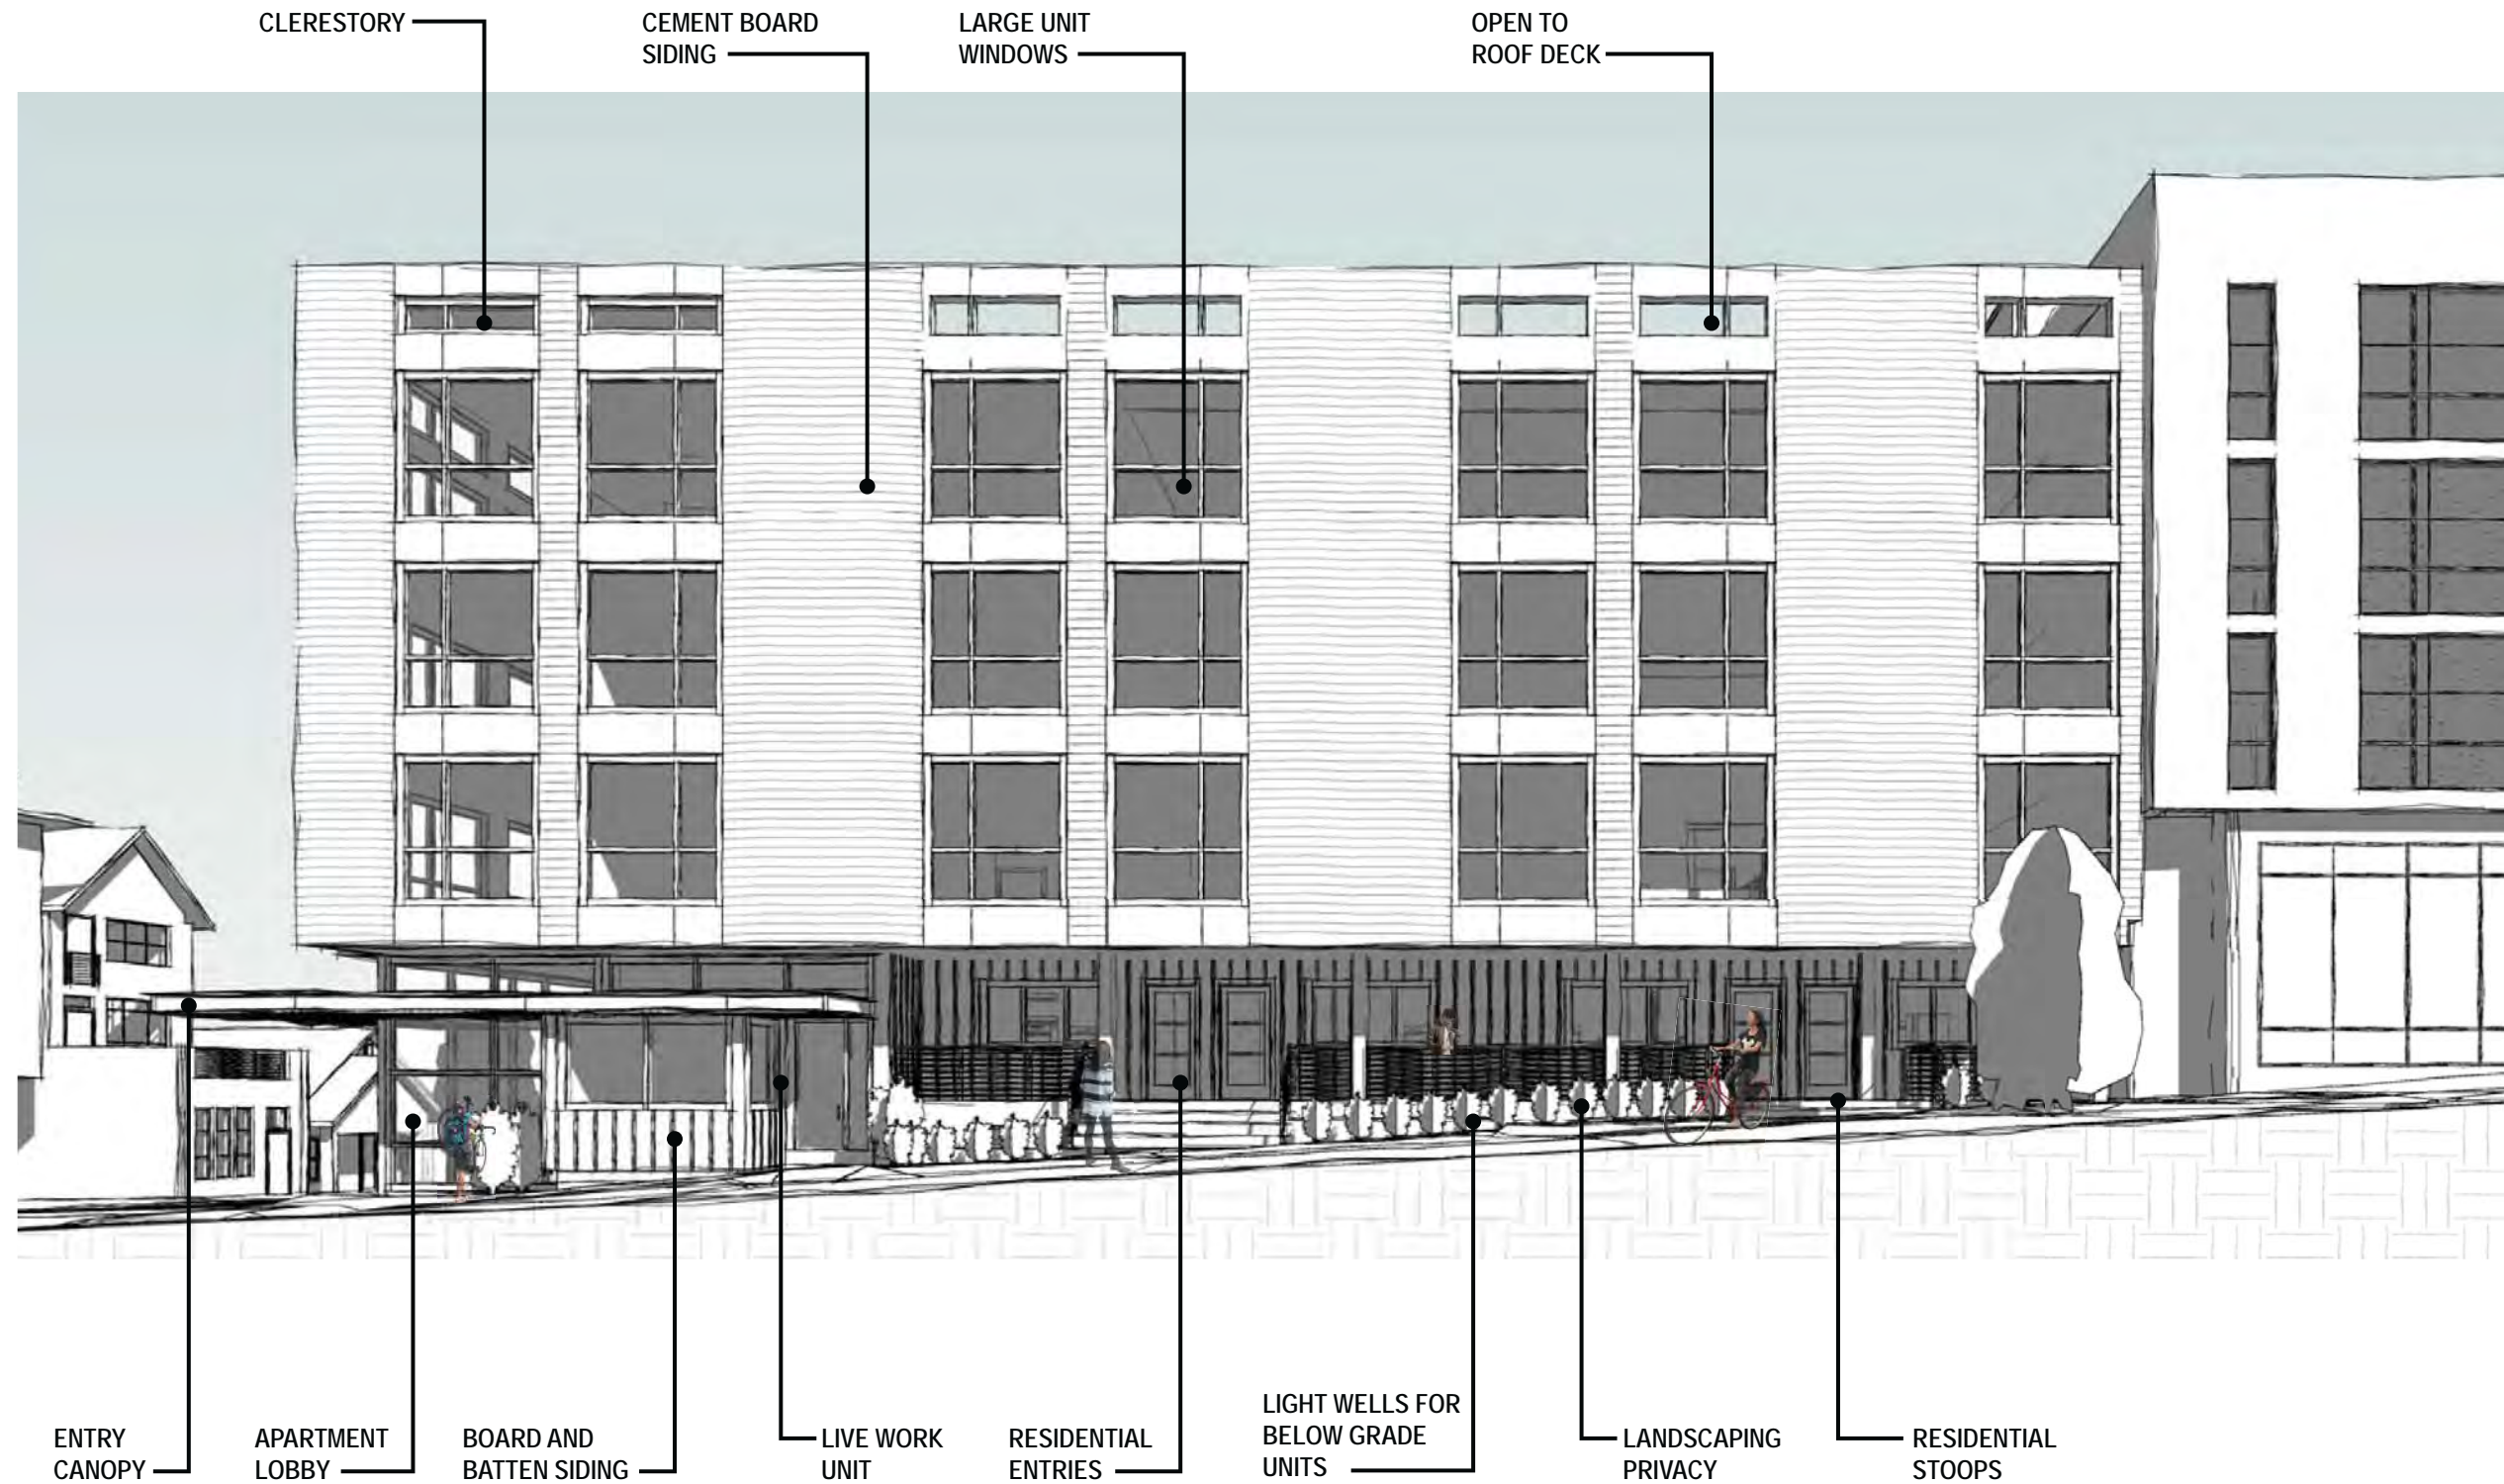 CLERESTORY
CEMENT BOARD
SIDING
LARGE UNIT
WINDOWS
OPEN TO
ROOF DECK
ENTRY
CANOPY
APARTMENT
LOBBY
BOARD AND
BATTEN SIDING
LIVE WORK
UNIT
RESIDENTIAL
ENTRIES
LIGHT WELLS FOR
BELOW GRADE
UNITS
LANDSCAPING
PRIVACY
RESIDENTIAL
STOOPS